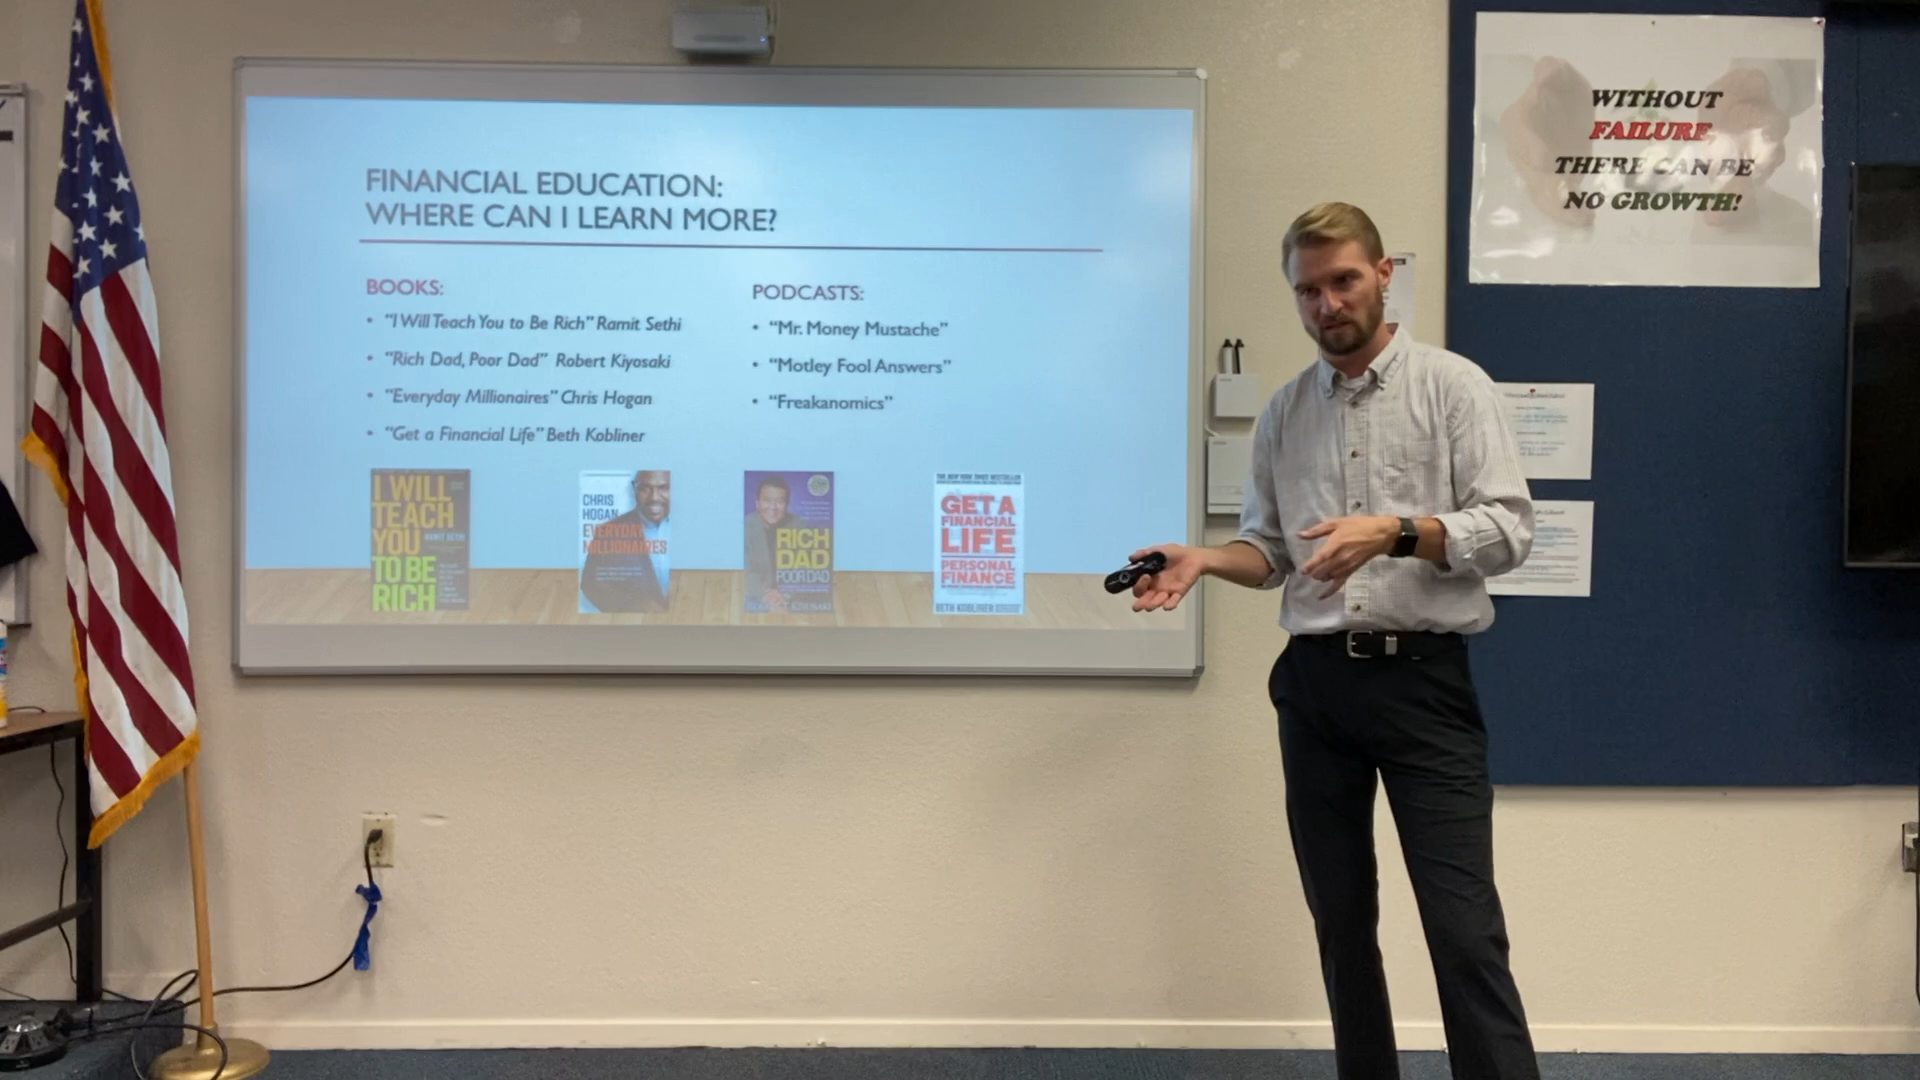 FINANCIAL EDUCATION:
WHERE CAN I LEARN MORE?
BOOKS:
• "I Will Teach You to Be Rich" Ramit Sethi
• "Rich Dad, Poor Dad" Robert Kiyosaki
• "Everyday Millionaires" Chris Hogan
• "Get a Financial Life" Beth Kobliner
PODCASTS:
• "Mr. Money Mustache"
• "Motley Fool Answers"
• "Freakanomics"
I WILL
TEACH
YOU
TO BE
RICH
RAMIT SETHI
CHRIS
HOGAN
EVERYDAY
MILLIONAIRES
RICH
DAD
POOR DAD
THE NEW YORK TIMES BESTSELLER
GET A
FINANCIAL
LIFE
PERSONAL
FINANCE
BETH KOBLINER
WITHOUT
FAILURE,
THERE CAN BE
NO GROWTH!